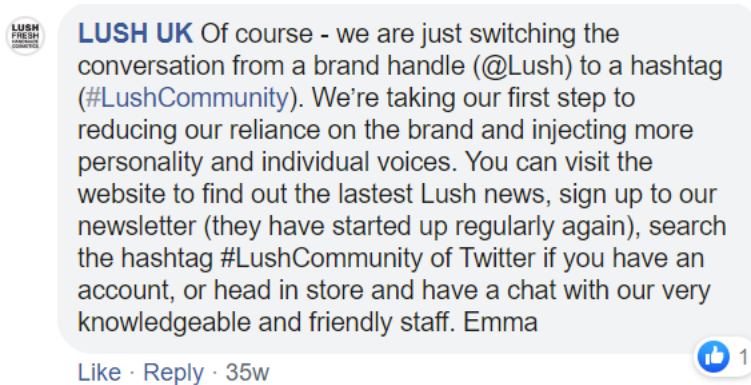 LUSH
FRESH
HANDMADE
COSMETICS
LUSH UK Of course - we are just switching the
conversation from a brand handle (@Lush) to a hashtag
(#LushCommunity). We're taking our first step to
reducing our reliance on the brand and injecting more
personality and individual voices. You can visit the
website to find out the lastest Lush news, sign up to our
newsletter (they have started up regularly again), search
the hashtag #LushCommunity of Twitter if you have an
account, or head in store and have a chat with our very
knowledgeable and friendly staff. Emma
1
Like · Reply · 35w